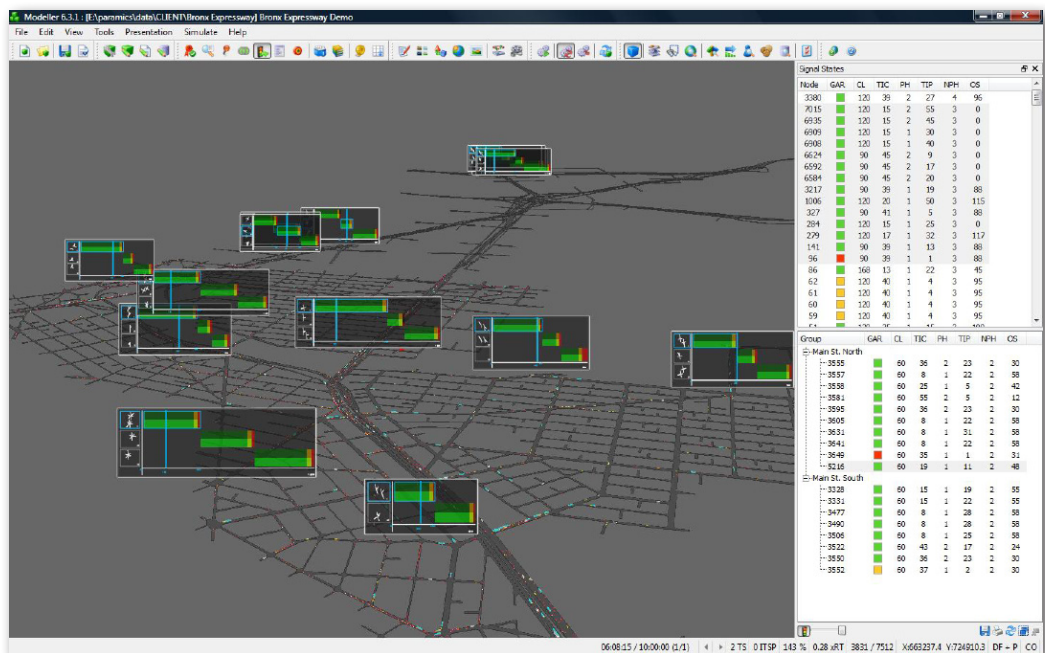 Modeller 6.3.1 : [E:\paramics\data\CLIENT\Bronx Expressway] Bronx Expressway Demo
File Edit View Tools Presentation Simulate Help
Signal States
Node GAR CL TIC PH TIP NPH OS
3380 120 39 2 27 4 96
7015 120 15 2 55 3 0
6935 120 15 2 45 3 0
6909 120 15 1 30 3 0
6908 120 15 1 40 3 0
6624 90 45 2 9 3 0
6592 90 45 2 17 3 0
6584 90 45 2 20 3 0
3217 90 39 1 19 3 88
1006 120 20 1 50 3 115
327 90 41 1 5 3 88
284 120 15 1 25 3 0
279 120 17 1 32 3 117
141 90 39 1 13 3 88
96 90 39 1 1 3 88
86 168 13 1 22 3 45
62 120 40 1 4 3 95
61 120 40 1 4 3 95
60 120 40 1 4 3 95
59 120 40 1 4 3 95
Group GAR CL TIC PH TIP NPH OS
Main St. North
3555 60 36 2 23 2 30
3557 60 8 1 22 2 58
3558 60 25 1 5 2 42
3581 60 55 2 5 2 12
3595 60 36 2 23 2 30
3605 60 8 1 22 2 58
3631 60 8 1 31 2 58
3641 60 8 1 22 2 58
3649 60 35 1 1 2 31
5216 60 19 1 11 2 48
Main St. South
3328 60 15 1 19 2 55
3331 60 15 1 22 2 55
3477 60 8 1 28 2 58
3490 60 8 1 28 2 58
3506 60 8 1 25 2 58
3522 60 43 2 17 2 24
3550 60 36 2 23 2 30
3552 60 37 1 2 2 30
06:08:15 / 10:00:00 (1/1) 2 TS 0 ITSP 143 % 0.28 xRT 3831 / 7512 X:663237.4 Y:724910.3 DF + P CO